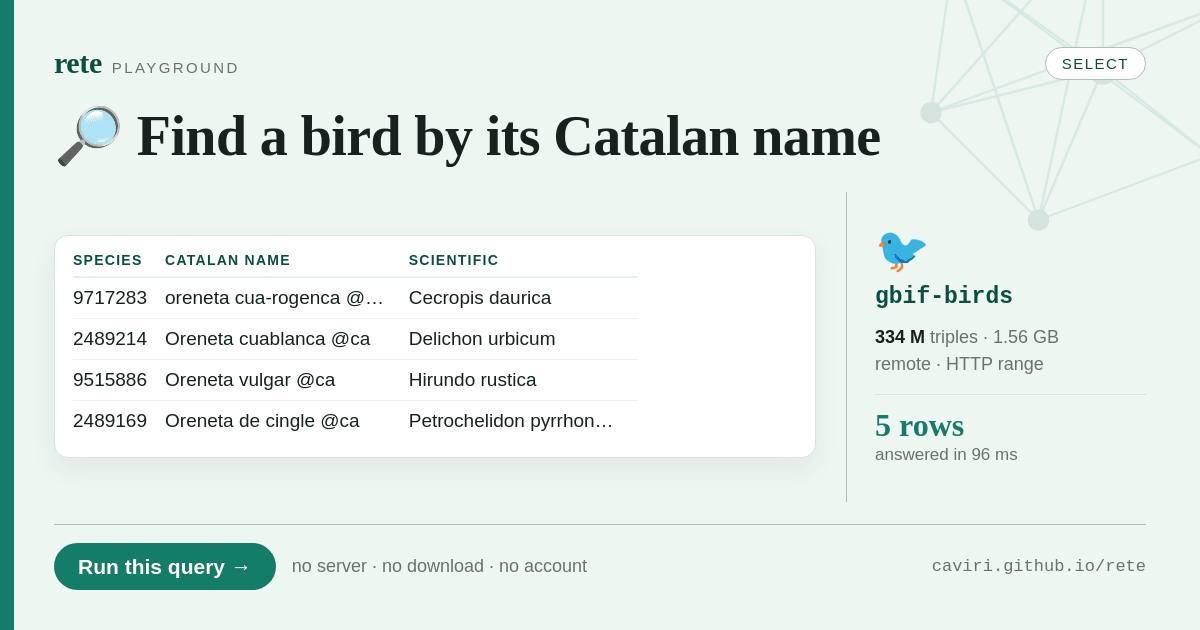 rete PLAYGROUND
SELECT
Find a bird by its Catalan name
SPECIES CATALAN NAME SCIENTIFIC
9717283 oreneta cua-rogenca @… Cecropis daurica
2489214 Oreneta cuablanca @ca Delichon urbicum
9515886 Oreneta vulgar @ca Hirundo rustica
2489169 Oreneta de cingle @ca Petrochelidon pyrrhon…
gbif-birds
334 M triples · 1.56 GB
remote · HTTP range
5 rows
answered in 96 ms
Run this query →
no server · no download · no account
caviri.github.io/rete